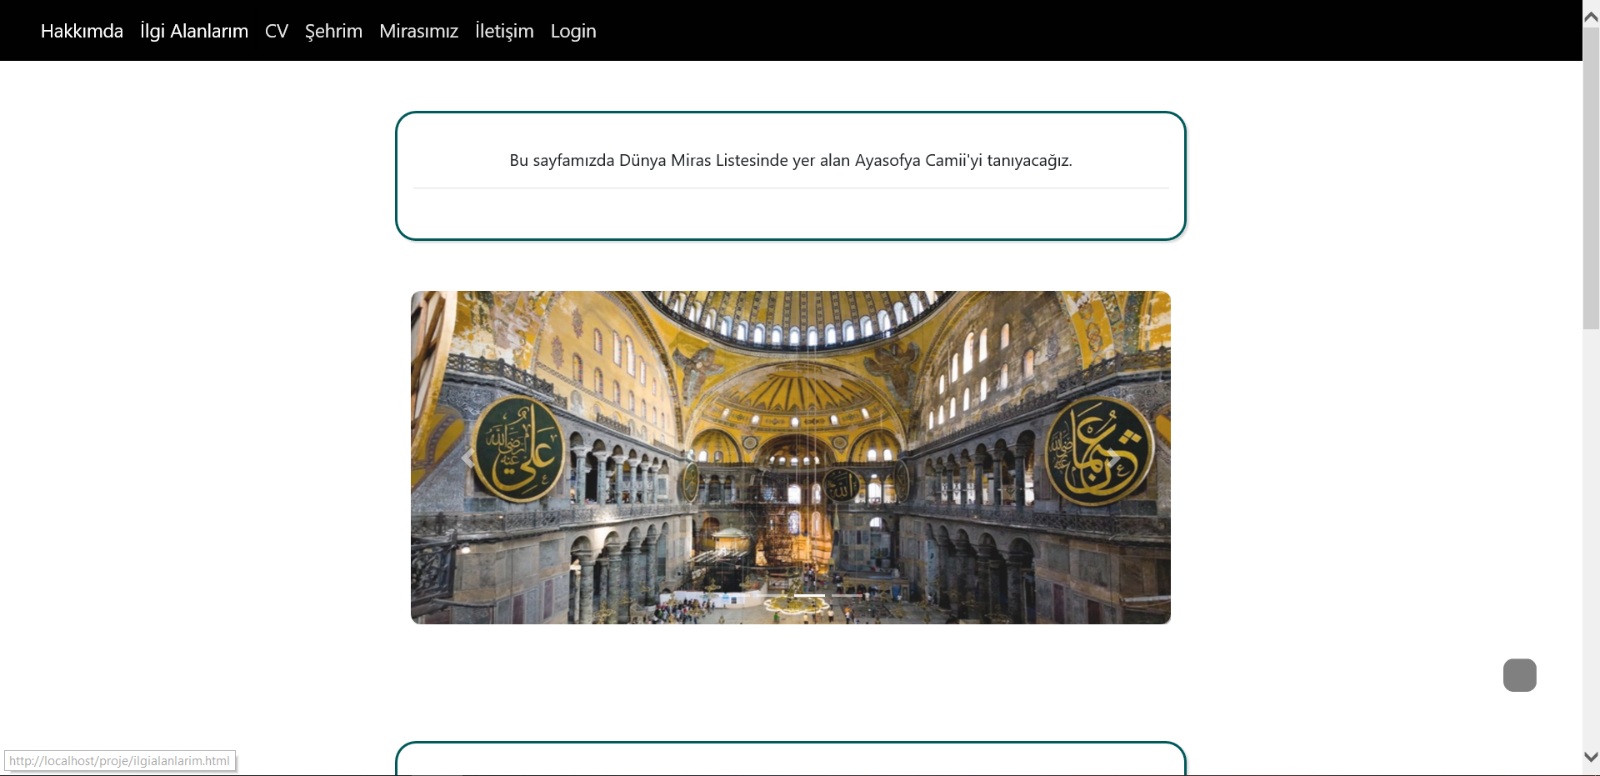 Hakkımda İlgi Alanlarım CV Şehrim Mirasımız İletişim Login
Bu sayfamızda Dünya Miras Listesinde yer alan Ayasofya Camii'yi tanıyacağız.
http://localhost/proje/ilgialanlarim.html